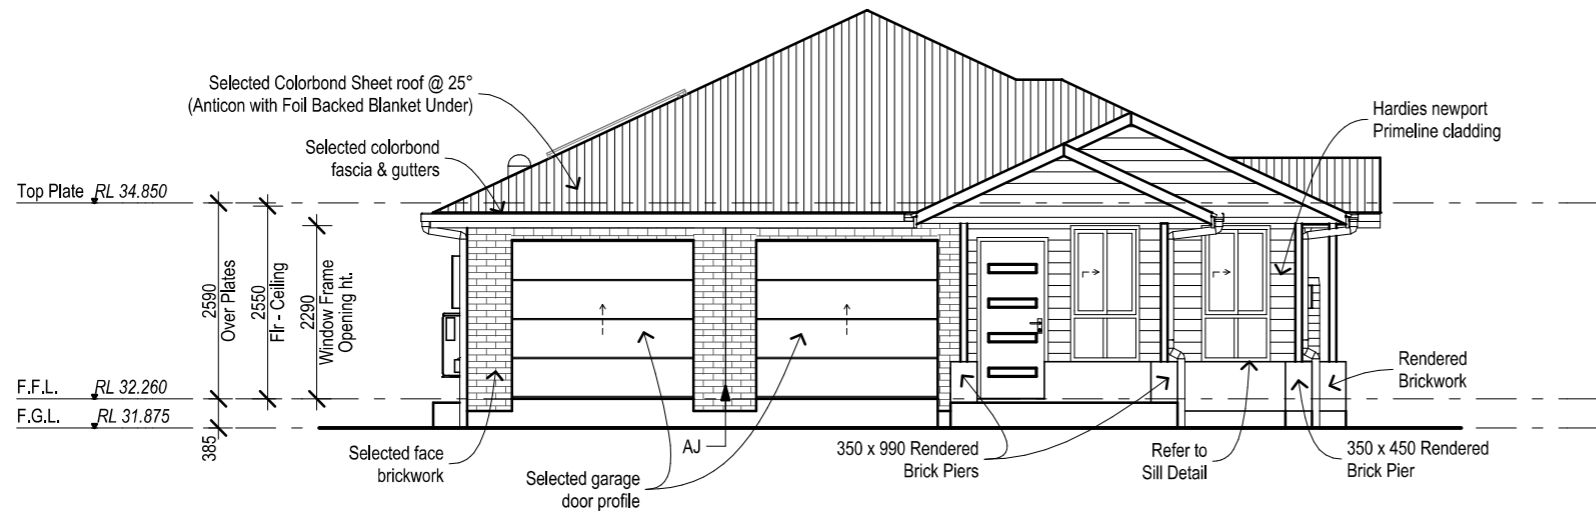 Selected Colorbond Sheet roof @ 25°
(Anticon with Foil Backed Blanket Under)
Selected colorbond
fascia & gutters
Hardies newport
Primeline cladding
Top Plate RL 34.850
2590
Over Plates
2550
Flr - Ceiling
2290
Window Frame
Opening ht.
F.F.L. RL 32.260
F.G.L. RL 31.875
385
Selected face
brickwork
Selected garage
door profile
AJ
350 x 990 Rendered
Brick Piers
Refer to
Sill Detail
350 x 450 Rendered
Brick Pier
Rendered
Brickwork